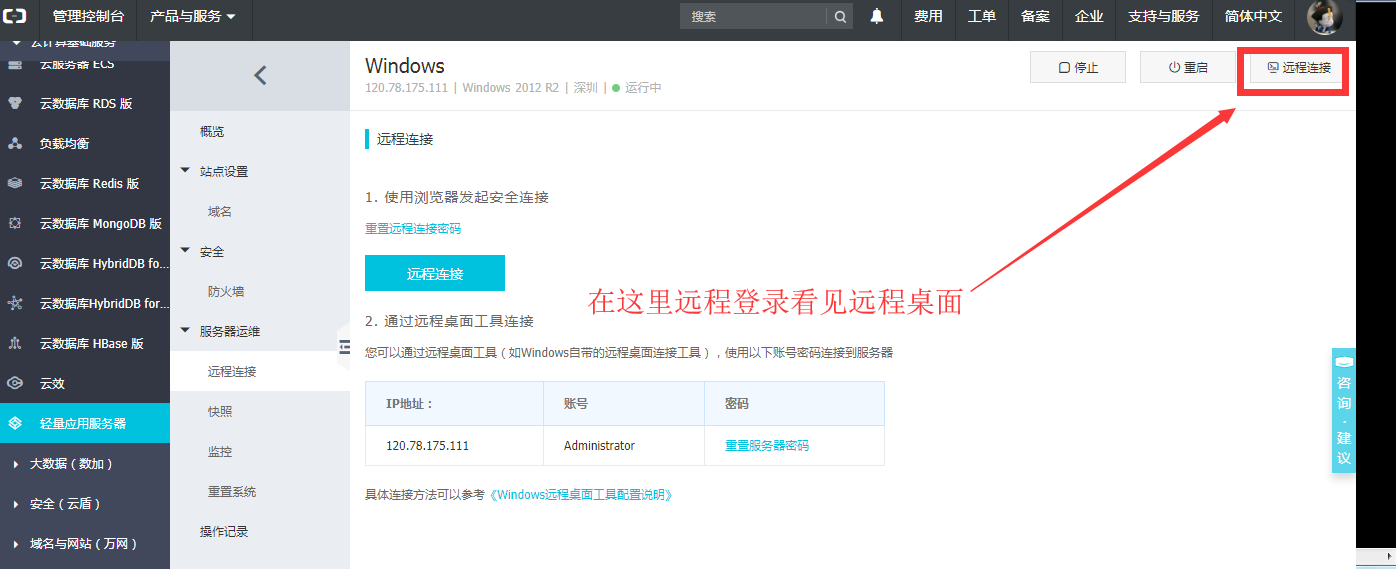 管理控制台
产品与服务
搜索
费用
工单
备案
企业
支持与服务
简体中文
云计算基础服务
云服务器 ECS
云数据库 RDS 版
负载均衡
云数据库 Redis 版
云数据库 MongoDB 版
云数据库 HybridDB fo...
云数据库HybridDB for...
云数据库 HBase 版
云效
轻量应用服务器
大数据（数加）
安全（云盾）
域名与网站（万网）
概览
站点设置
域名
安全
防火墙
服务器运维
远程连接
快照
监控
重置系统
操作记录
Windows
120.78.175.111 | Windows 2012 R2 | 深圳 | 运行中
停止
重启
远程连接
远程连接
1. 使用浏览器发起安全连接
重置远程连接密码
远程连接
在这里远程登录看见远程桌面
2. 通过远程桌面工具连接
您可以通过远程桌面工具（如Windows自带的远程桌面连接工具），使用以下账号密码连接到服务器
IP地址：
账号
密码
120.78.175.111
Administrator
重置服务器密码
具体连接方法可以参考《Windows远程桌面工具配置说明》
咨询·建议